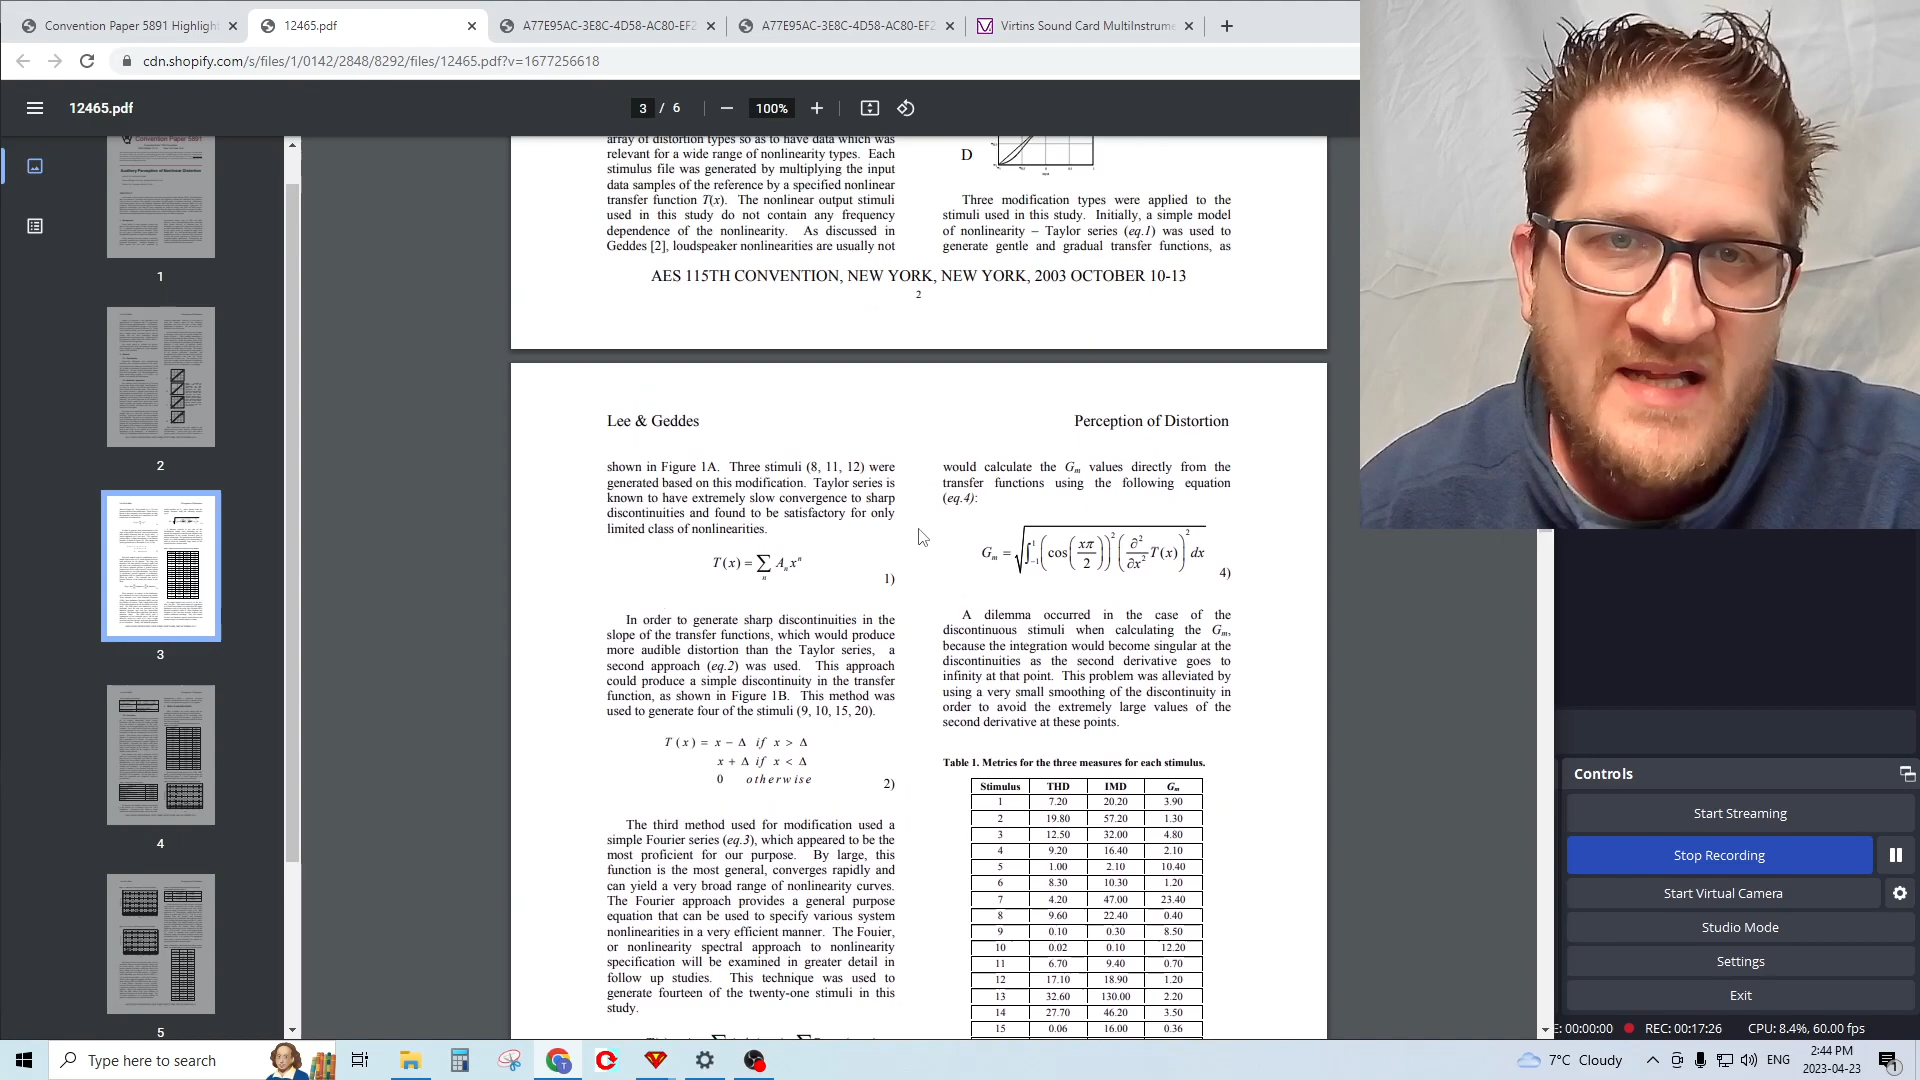 Convention Paper 5891 Highlight
12465.pdf
A77E95AC-3E8C-4D58-AC80-EF2
A77E95AC-3E8C-4D58-AC80-EF2
Virtins Sound Card MultiInstrume
cdn.shopify.com/s/files/1/0142/2848/8292/files/12465.pdf?v=1677256618
12465.pdf
3 / 6
100%
Convention Paper 5891
1
2
3
4
5
array of distortion types so as to have data which was
relevant for a wide range of nonlinearity types. Each
stimulus file was generated by multiplying the input
data samples of the reference by a specified nonlinear
transfer function T(x). The nonlinear output stimuli
used in this study do not contain any frequency
dependence of the nonlinearity. As discussed in
Geddes [2], loudspeaker nonlinearities are usually not
D
Three modification types were applied to the
stimuli used in this study. Initially, a simple model
of nonlinearity – Taylor series (eq.1) was used to
generate gentle and gradual transfer functions, as
AES 115TH CONVENTION, NEW YORK, NEW YORK, 2003 OCTOBER 10-13
2
Lee & Geddes
Perception of Distortion
shown in Figure 1A. Three stimuli (8, 11, 12) were
generated based on this modification. Taylor series is
known to have extremely slow convergence to sharp
discontinuities and found to be satisfactory for only
limited class of nonlinearities.
T(x) = ∑ₙ Aₙxⁿ
1)
In order to generate sharp discontinuities in the
slope of the transfer functions, which would produce
more audible distortion than the Taylor series, a
second approach (eq.2) was used. This approach
could produce a simple discontinuity in the transfer
function, as shown in Figure 1B. This method was
used to generate four of the stimuli (9, 10, 15, 20).
T(x) = x − Δ if x > Δ
x + Δ if x < Δ
0 otherwise
2)
The third method used for modification used a
simple Fourier series (eq.3), which appeared to be the
most proficient for our purpose. By large, this
function is the most general, converges rapidly and
can yield a very broad range of nonlinearity curves.
The Fourier approach provides a general purpose
equation that can be used to specify various system
nonlinearities in a very efficient manner. The Fouier,
or nonlinearity spectral approach to nonlinearity
specification will be examined in greater detail in
follow up studies. This technique was used to
generate fourteen of the twenty-one stimuli in this
study.
would calculate the Gm values directly from the
transfer functions using the following equation
(eq.4):
Gm = √∫₋₁¹ (cos(xπ/2))² (∂²/∂x² T(x))² dx
4)
A dilemma occurred in the case of the
discontinuous stimuli when calculating the Gm,
because the integration would become singular at the
discontinuities as the second derivative goes to
infinity at that point. This problem was alleviated by
using a very small smoothing of the discontinuity in
order to avoid the extremely large values of the
second derivative at these points.
Table 1. Metrics for the three measures for each stimulus.
Stimulus THD IMD Gm
1 7.20 20.20 3.90
2 19.80 57.20 1.30
3 12.50 32.00 4.80
4 9.20 16.40 2.10
5 1.00 2.10 10.40
6 8.30 10.30 1.20
7 4.20 47.00 23.40
8 9.60 22.40 0.40
9 0.10 0.30 8.50
10 0.02 0.10 12.20
11 6.70 9.40 0.70
12 17.10 18.90 1.20
13 32.60 130.00 2.20
14 27.70 46.20 3.50
15 0.06 16.00 0.36
Controls
Start Streaming
Stop Recording
Start Virtual Camera
Studio Mode
Settings
Exit
E: 00:00:00 REC: 00:17:26 CPU: 8.4%, 60.00 fps
Type here to search
7°C Cloudy
ENG
2:44 PM
2023-04-23
1